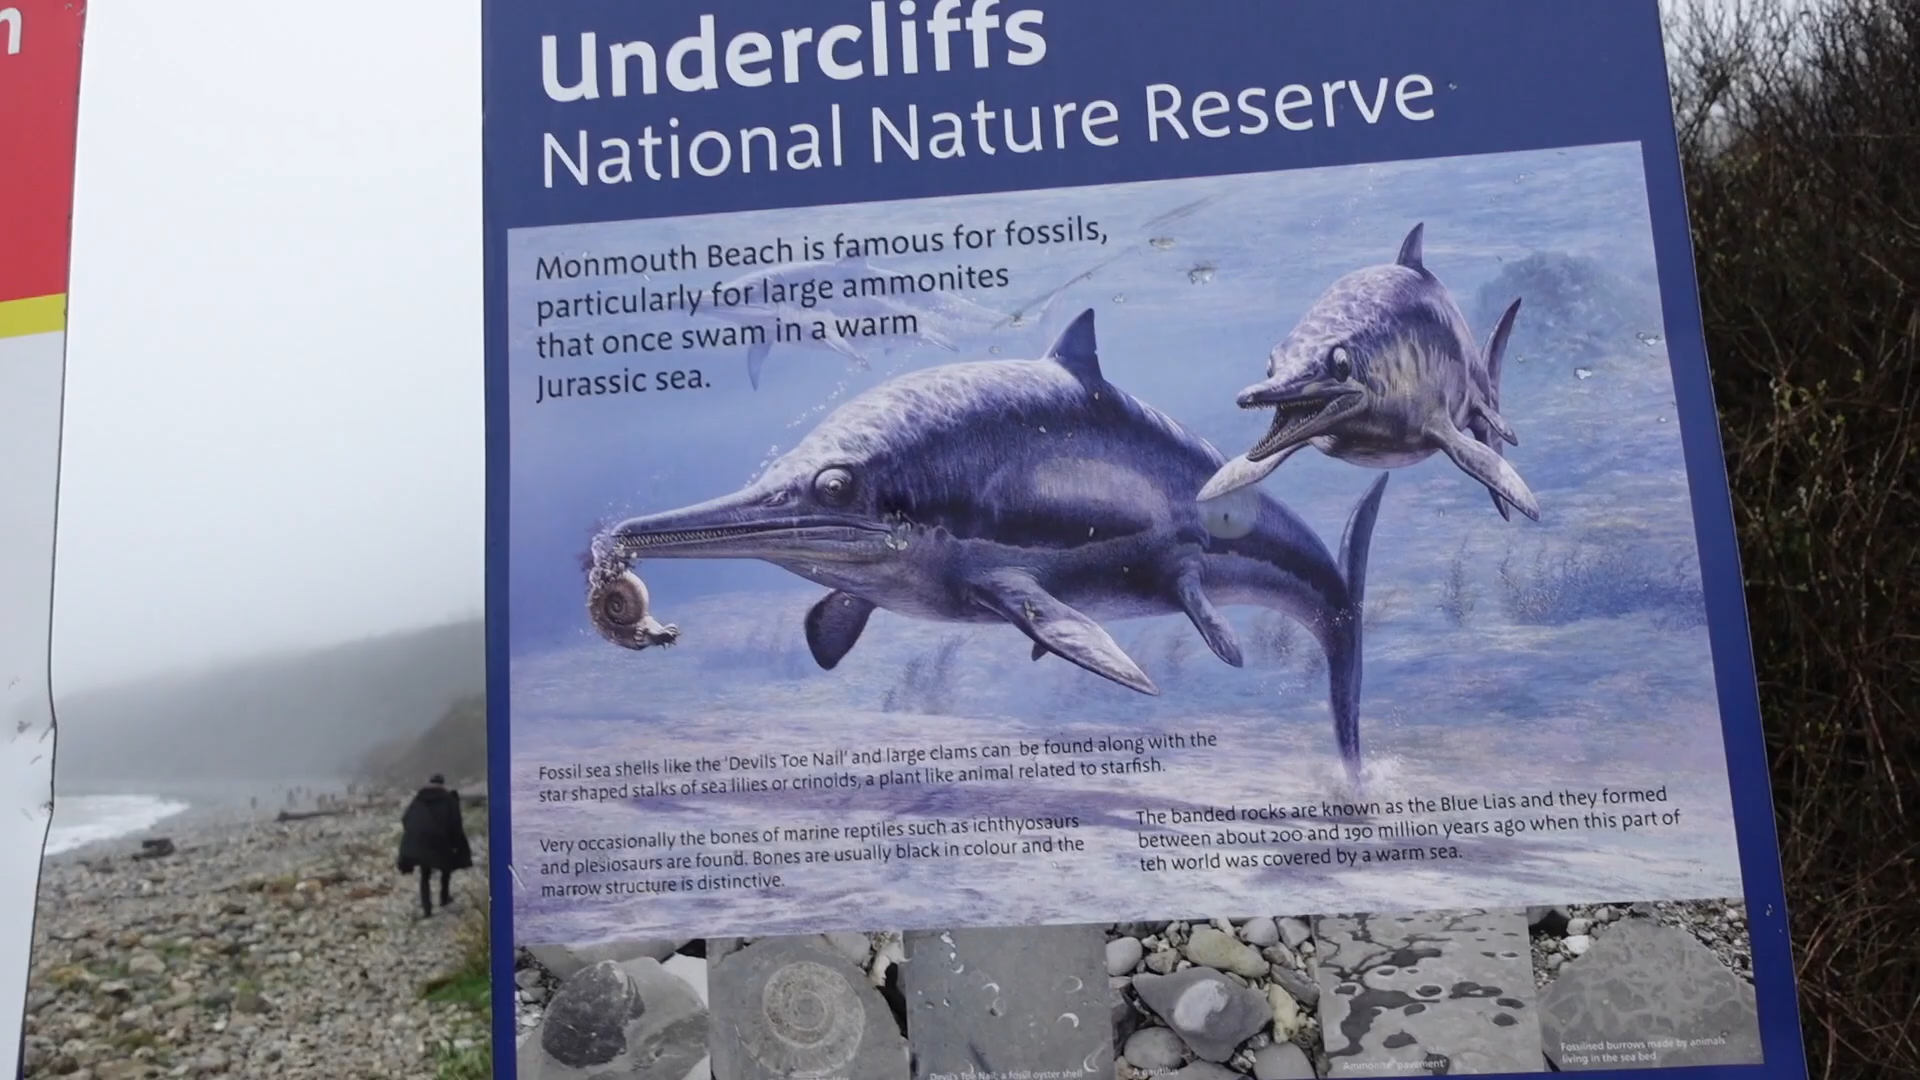 n
Undercliffs
National Nature Reserve
Monmouth Beach is famous for fossils,
particularly for large ammonites
that once swam in a warm
Jurassic sea.
Fossil sea shells like the 'Devils Toe Nail' and large clams can be found along with the
star shaped stalks of sea lilies or crinoids, a plant like animal related to starfish.
Very occasionally the bones of marine reptiles such as ichthyosaurs
and plesiosaurs are found. Bones are usually black in colour and the
marrow structure is distinctive.
The banded rocks are known as the Blue Lias and they formed
between about 200 and 190 million years ago when this part of
teh world was covered by a warm sea.
Devil's Toe Nail; a fossil oyster shell
A nautilus
Ammonite 'pavement'
Fossilised burrows made by animals
living in the sea bed